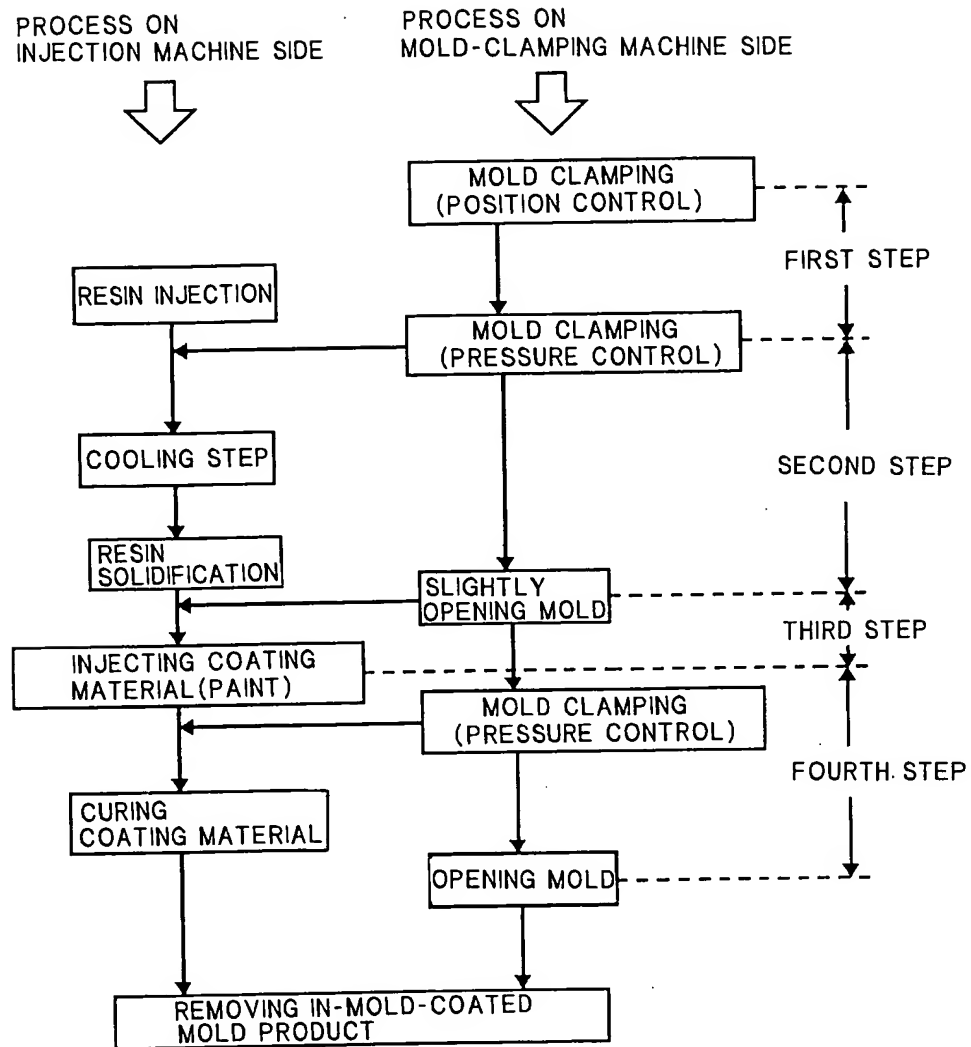 PROCESS ON
INJECTION MACHINE SIDE
PROCESS ON
MOLD-CLAMPING MACHINE SIDE
MOLD CLAMPING
(POSITION CONTROL)
FIRST STEP
RESIN INJECTION
MOLD CLAMPING
(PRESSURE CONTROL)
COOLING STEP
SECOND STEP
RESIN
SOLIDIFICATION
SLIGHTLY
OPENING MOLD
THIRD STEP
INJECTING COATING
MATERIAL(PAINT)
MOLD CLAMPING
(PRESSURE CONTROL)
FOURTH. STEP
CURING
COATING MATERIAL
OPENING MOLD
REMOVING IN-MOLD-COATED
MOLD PRODUCT